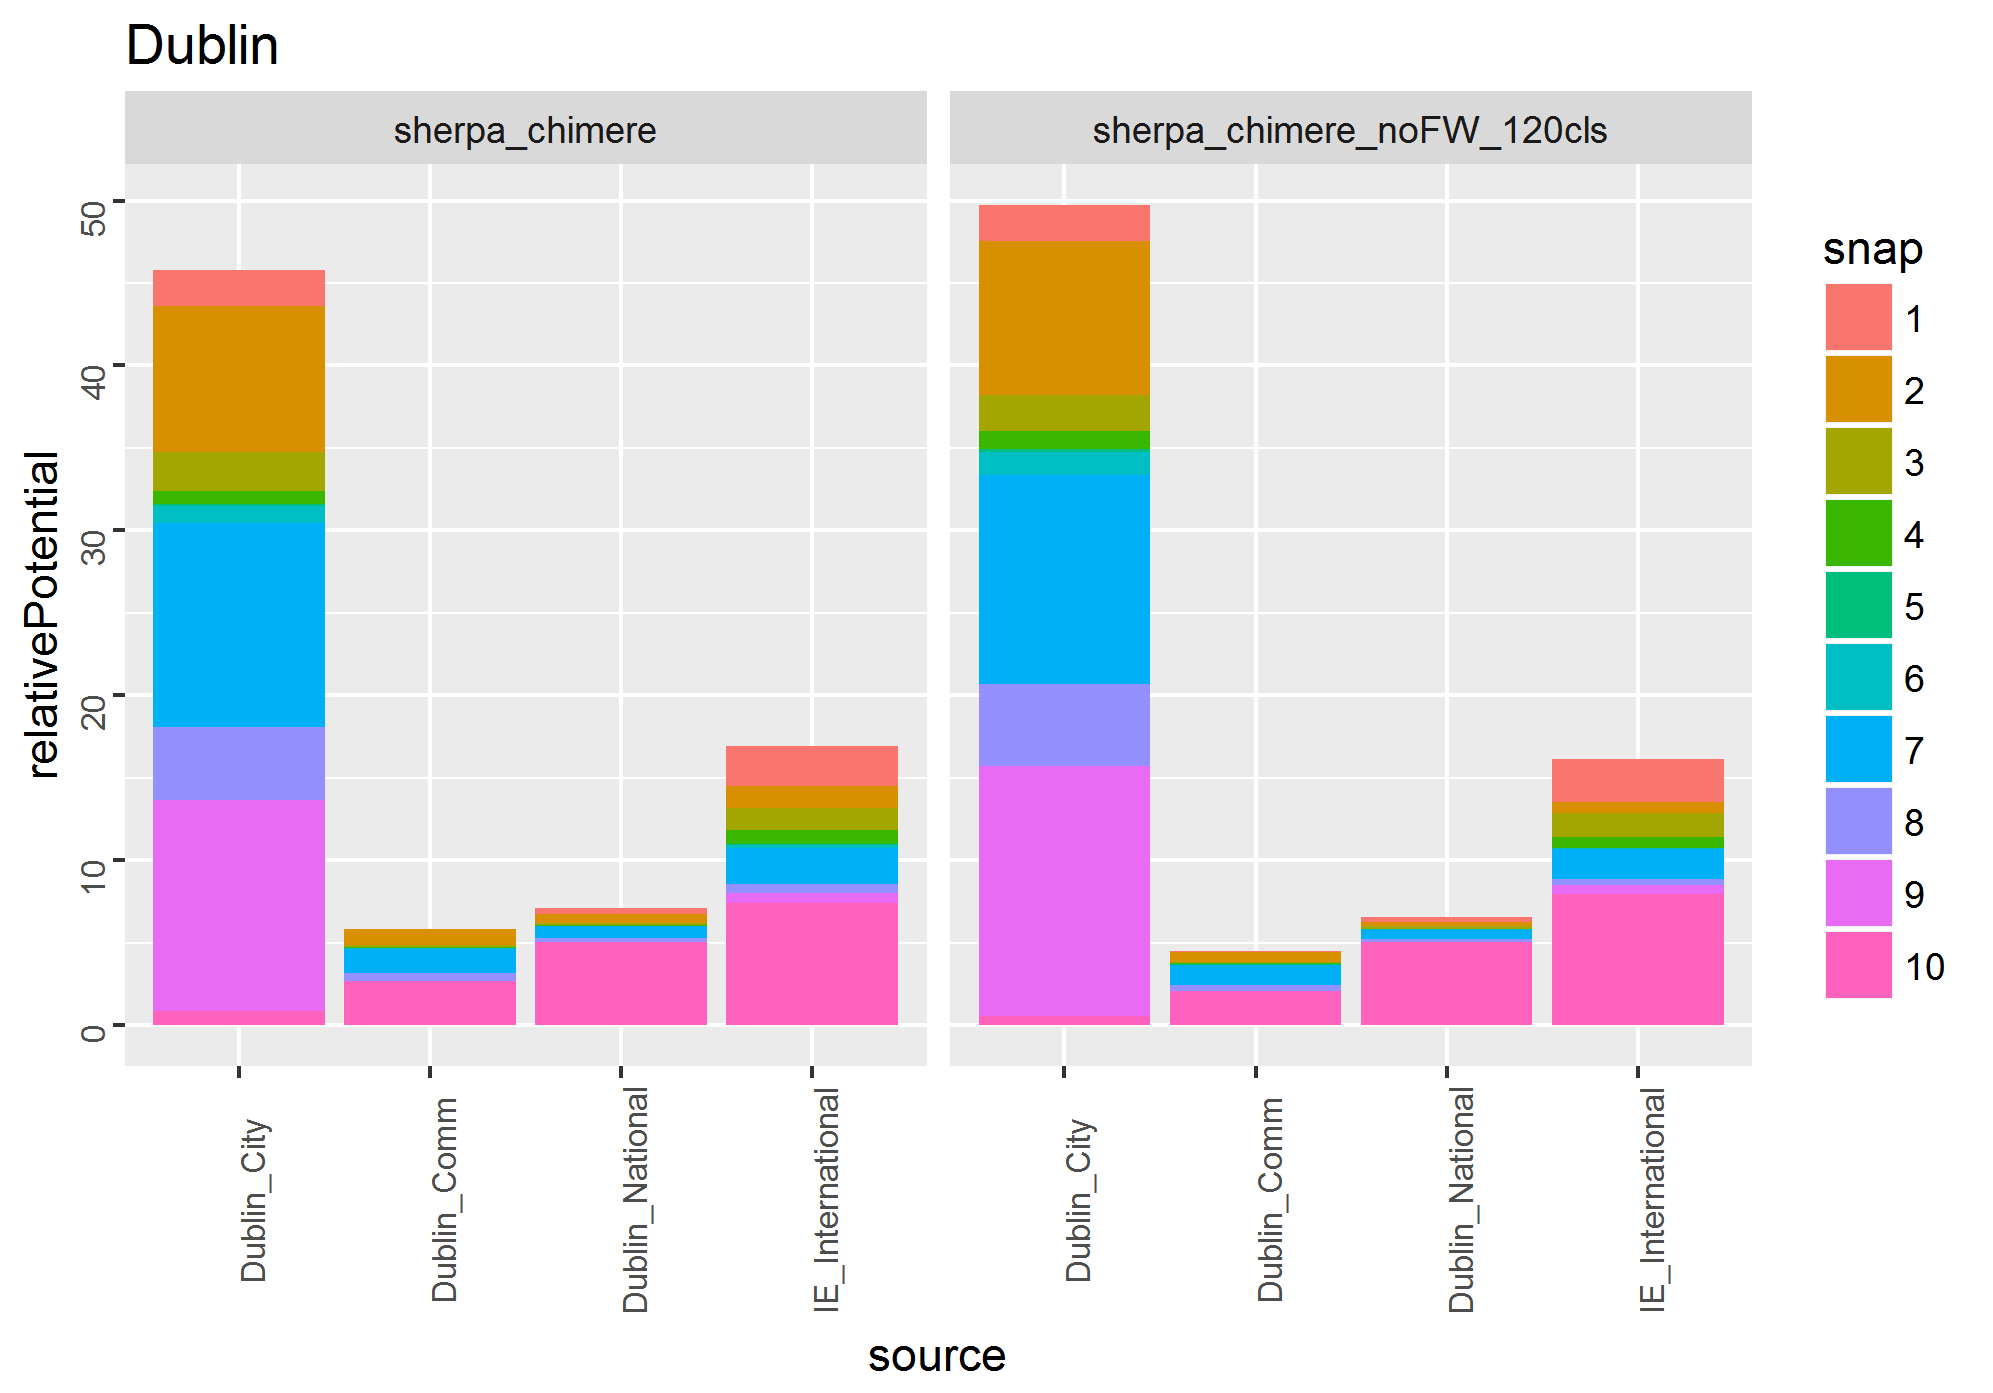 Dublin
sherpa_chimere
sherpa_chimere_noFW_120cls
relativePotential
50
40
30
20
10
0
Dublin_City
Dublin_Comm
Dublin_National
IE_International
Dublin_City
Dublin_Comm
Dublin_National
IE_International
source
snap
1
2
3
4
5
6
7
8
9
10